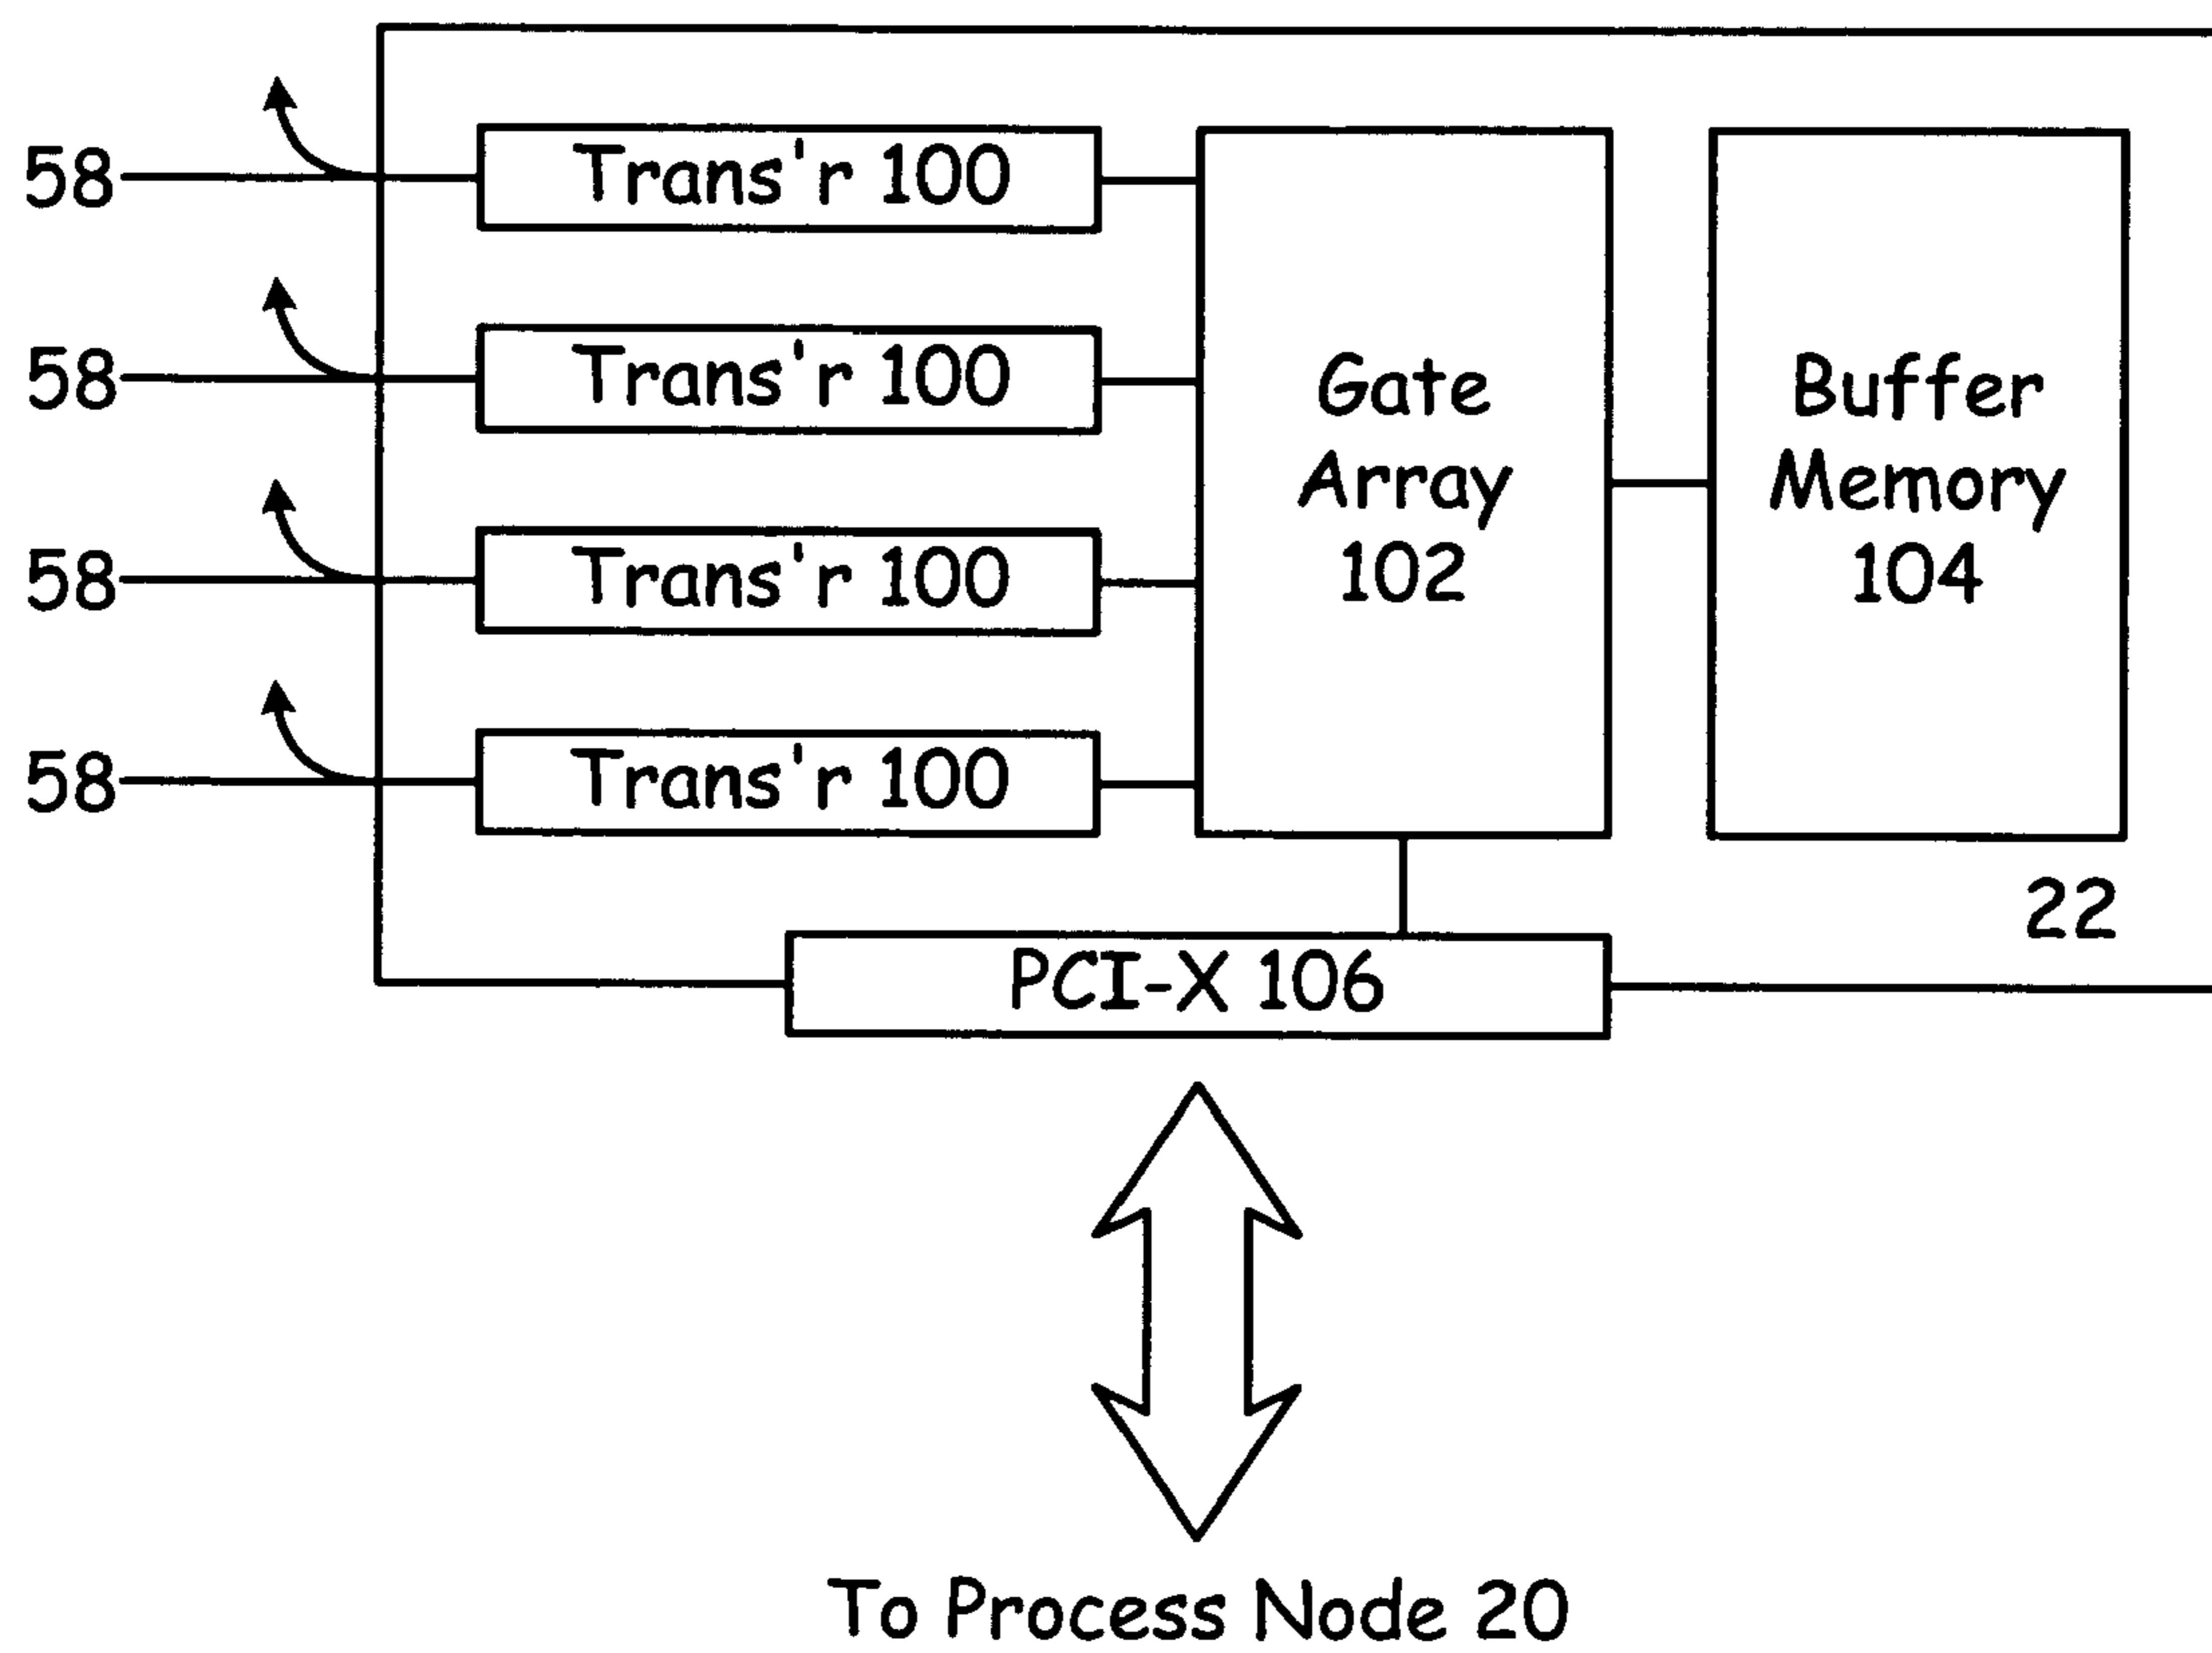 58
Trans'r 100
58
Trans'r 100
58
Trans'r 100
58
Trans'r 100
Gate
Array
102
Buffer
Memory
104
22
PCI-X 106
To Process Node 20